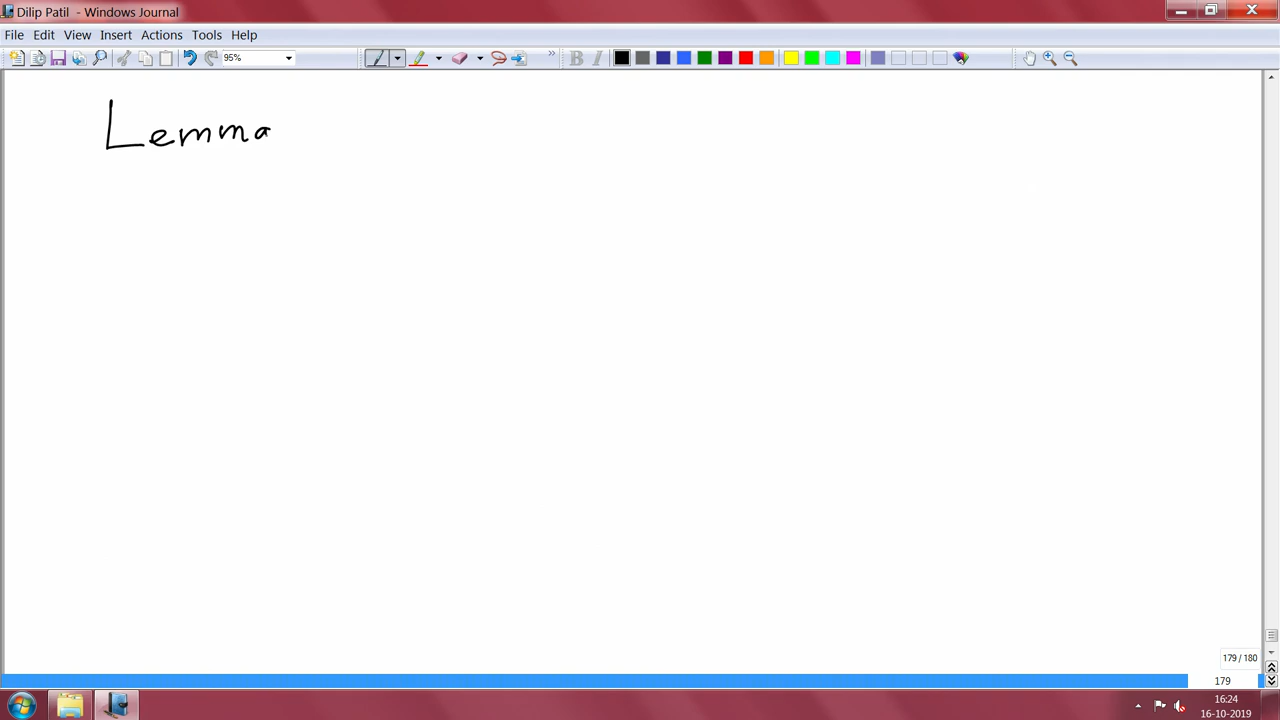 Dilip Patil - Windows Journal
File Edit View Insert Actions Tools Help
95%
B I
Lemma
179 / 180
179
16:24
16-10-2019